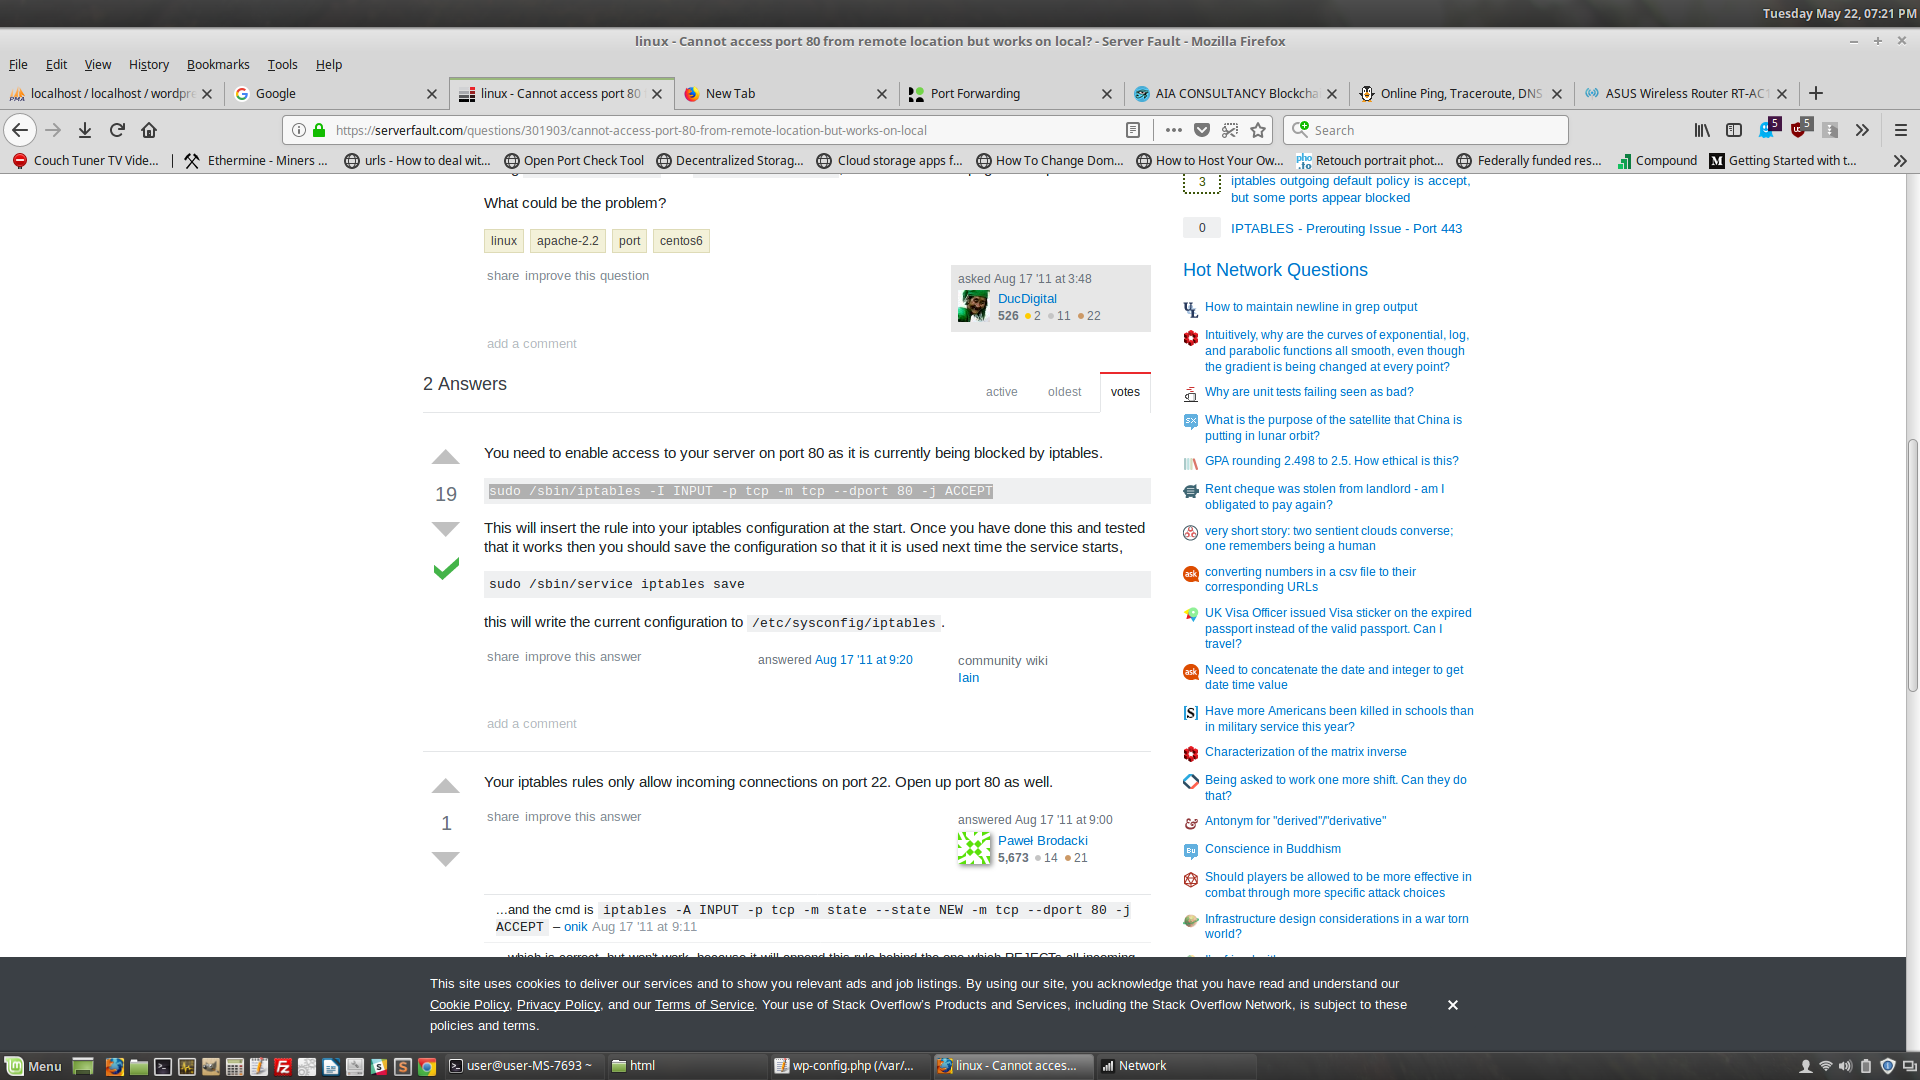 Tuesday May 22, 07:21 PM
linux - Cannot access port 80 from remote location but works on local? - Server Fault - Mozilla Firefox
File Edit View History Bookmarks Tools Help
localhost / localhost / wordpre
Google
linux - Cannot access port 80
New Tab
Port Forwarding
AIA CONSULTANCY Blockcha
Online Ping, Traceroute, DNS
ASUS Wireless Router RT-AC1
https://serverfault.com/questions/301903/cannot-access-port-80-from-remote-location-but-works-on-local
Search
5
5
Couch Tuner TV Vide...
Ethermine - Miners ...
urls - How to deal wit...
Open Port Check Tool
Decentralized Storag...
Cloud storage apps f...
How To Change Dom...
How to Host Your Ow...
Retouch portrait phot...
Federally funded res...
Compound
Getting Started with t...
What could be the problem?
linux apache-2.2 port centos6
share improve this question
asked Aug 17 '11 at 3:48
DucDigital
526 2 11 22
add a comment
2 Answers
active oldest votes
You need to enable access to your server on port 80 as it is currently being blocked by iptables.
19
sudo /sbin/iptables -I INPUT -p tcp -m tcp --dport 80 -j ACCEPT
This will insert the rule into your iptables configuration at the start. Once you have done this and tested
that it works then you should save the configuration so that it it is used next time the service starts,
sudo /sbin/service iptables save
this will write the current configuration to /etc/sysconfig/iptables.
share improve this answer
answered Aug 17 '11 at 9:20
community wiki
Iain
add a comment
Your iptables rules only allow incoming connections on port 22. Open up port 80 as well.
1
share improve this answer
answered Aug 17 '11 at 9:00
Paweł Brodacki
5,673 14 21
...and the cmd is iptables -A INPUT -p tcp -m state --state NEW -m tcp --dport 80 -j
ACCEPT – onik Aug 17 '11 at 9:11
3
iptables outgoing default policy is accept,
but some ports appear blocked
0
IPTABLES - Prerouting Issue - Port 443
Hot Network Questions
How to maintain newline in grep output
Intuitively, why are the curves of exponential, log,
and parabolic functions all smooth, even though
the gradient is being changed at every point?
Why are unit tests failing seen as bad?
What is the purpose of the satellite that China is
putting in lunar orbit?
GPA rounding 2.498 to 2.5. How ethical is this?
Rent cheque was stolen from landlord - am I
obligated to pay again?
very short story: two sentient clouds converse;
one remembers being a human
converting numbers in a csv file to their
corresponding URLs
UK Visa Officer issued Visa sticker on the expired
passport instead of the valid passport. Can I
travel?
Need to concatenate the date and integer to get
date time value
Have more Americans been killed in schools than
in military service this year?
Characterization of the matrix inverse
Being asked to work one more shift. Can they do
that?
Antonym for "derived"/"derivative"
Conscience in Buddhism
Should players be allowed to be more effective in
combat through more specific attack choices
Infrastructure design considerations in a war torn
world?
This site uses cookies to deliver our services and to show you relevant ads and job listings. By using our site, you acknowledge that you have read and understand our
Cookie Policy, Privacy Policy, and our Terms of Service. Your use of Stack Overflow's Products and Services, including the Stack Overflow Network, is subject to these
policies and terms.
Menu
user@user-MS-7693 ~
html
wp-config.php (/var/...
linux - Cannot acces...
Network